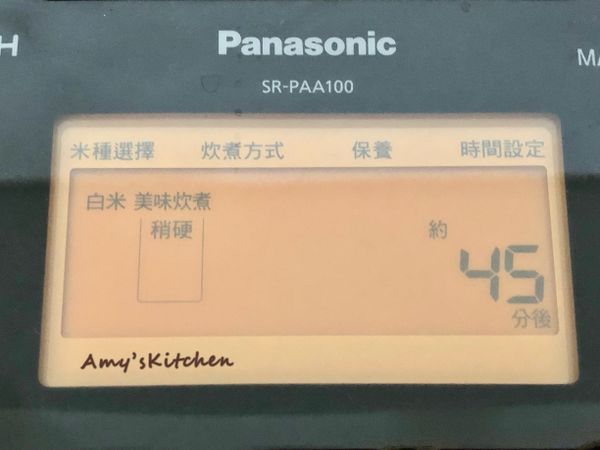 H Panasonic MA
SR-PAA100
米種選擇 炊煮方式 保養 時間設定
白米 美味炊煮
稍硬 約
45
分後
Amy'sKitchen